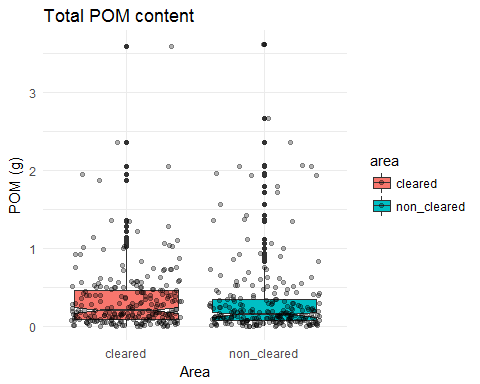 Total POM content
POM (g)
3
2
1
0
cleared
non_cleared
Area
area
cleared
non_cleared